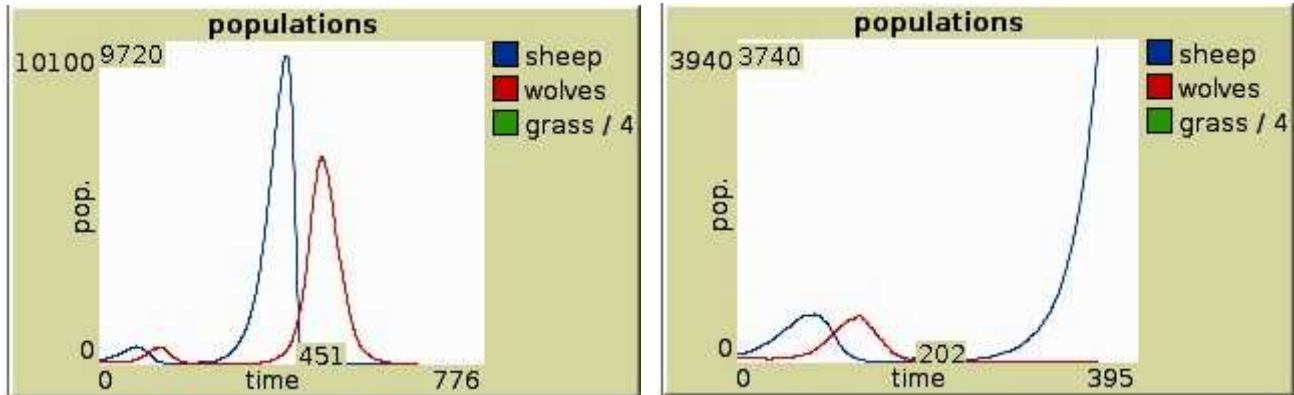 populations
10100
9720
sheep
wolves
grass / 4
pop.
0
451
0
time
776
populations
3940
3740
sheep
wolves
grass / 4
pop.
0
202
0
time
395